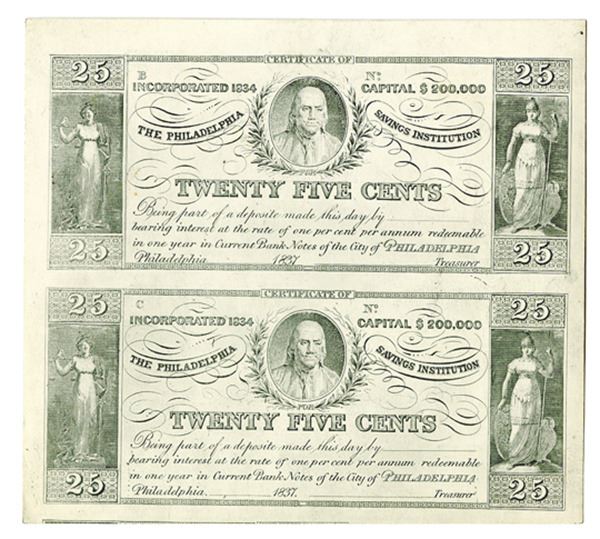 CERTIFICATE OF
25 25
B Nº
INCORPORATED 1834 CAPITAL $ 200.000
THE PHILADELPHIA SAVINGS INSTITUTION
FOR
TWENTY FIVE CENTS
Being part of a deposite made this day by
bearing interest at the rate of one per cent per annum redeemable
in one year in Current Bank Notes of the City of PHILADELPHIA
25 Philadelphia 1837. Treasurer 25
CERTIFICATE OF
25 25
C Nº
INCORPORATED 1834 CAPITAL $ 200,000
THE PHILADELPHIA SAVINGS INSTITUTION
FOR
TWENTY FIVE CENTS
Being part of a deposite made this day by
bearing interest at the rate of one per cent per annum redeemable
in one year in Current Bank Notes of the City of PHILADELPHIA
25 Philadelphia 1837. Treasurer 25